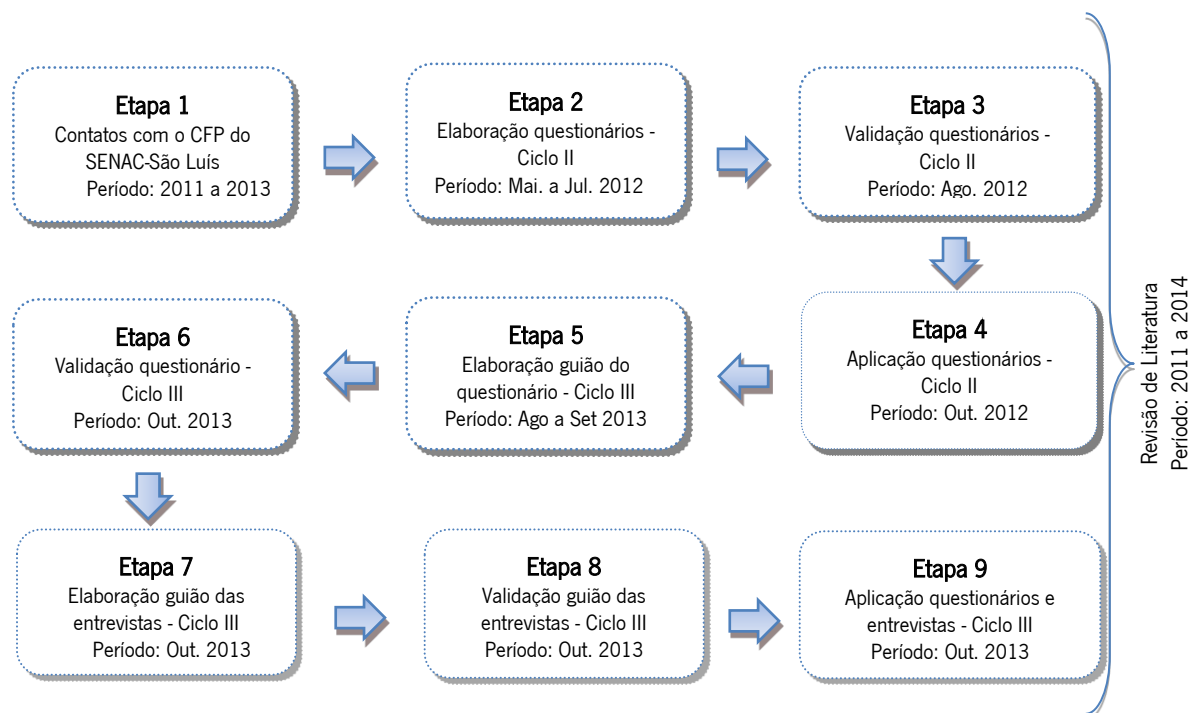 Etapa 1
Contatos com o CFP do
SENAC-São Luís
Período: 2011 a 2013
Etapa 2
Elaboração questionários -
Ciclo II
Período: Mai. a Jul. 2012
Etapa 3
Validação questionários -
Ciclo II
Período: Ago. 2012
Etapa 4
Aplicação questionários -
Ciclo II
Período: Out. 2012
Etapa 5
Elaboração guião do
questionário - Ciclo III
Período: Ago a Set 2013
Etapa 6
Validação questionário -
Ciclo III
Período: Out. 2013
Etapa 7
Elaboração guião das
entrevistas - Ciclo III
Período: Out. 2013
Etapa 8
Validação guião das
entrevistas - Ciclo III
Período: Out. 2013
Etapa 9
Aplicação questionários e
entrevistas - Ciclo III
Período: Out. 2013
Revisão de Literatura
Período: 2011 a 2014